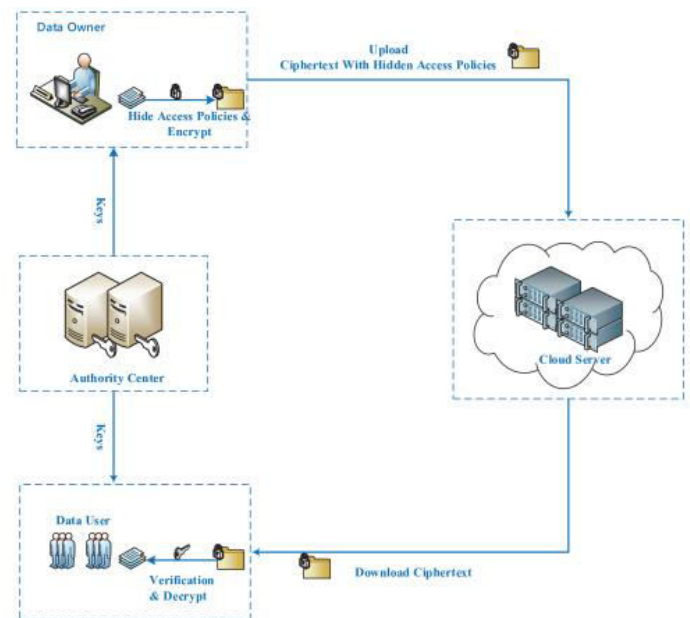 Data Owner
Hide Access Policies &
Encrypt
Upload
Ciphertext With Hidden Access Policies
Keys
Authority Center
Cloud Server
Keys
Data User
Verification
& Decrypt
Download Ciphertext